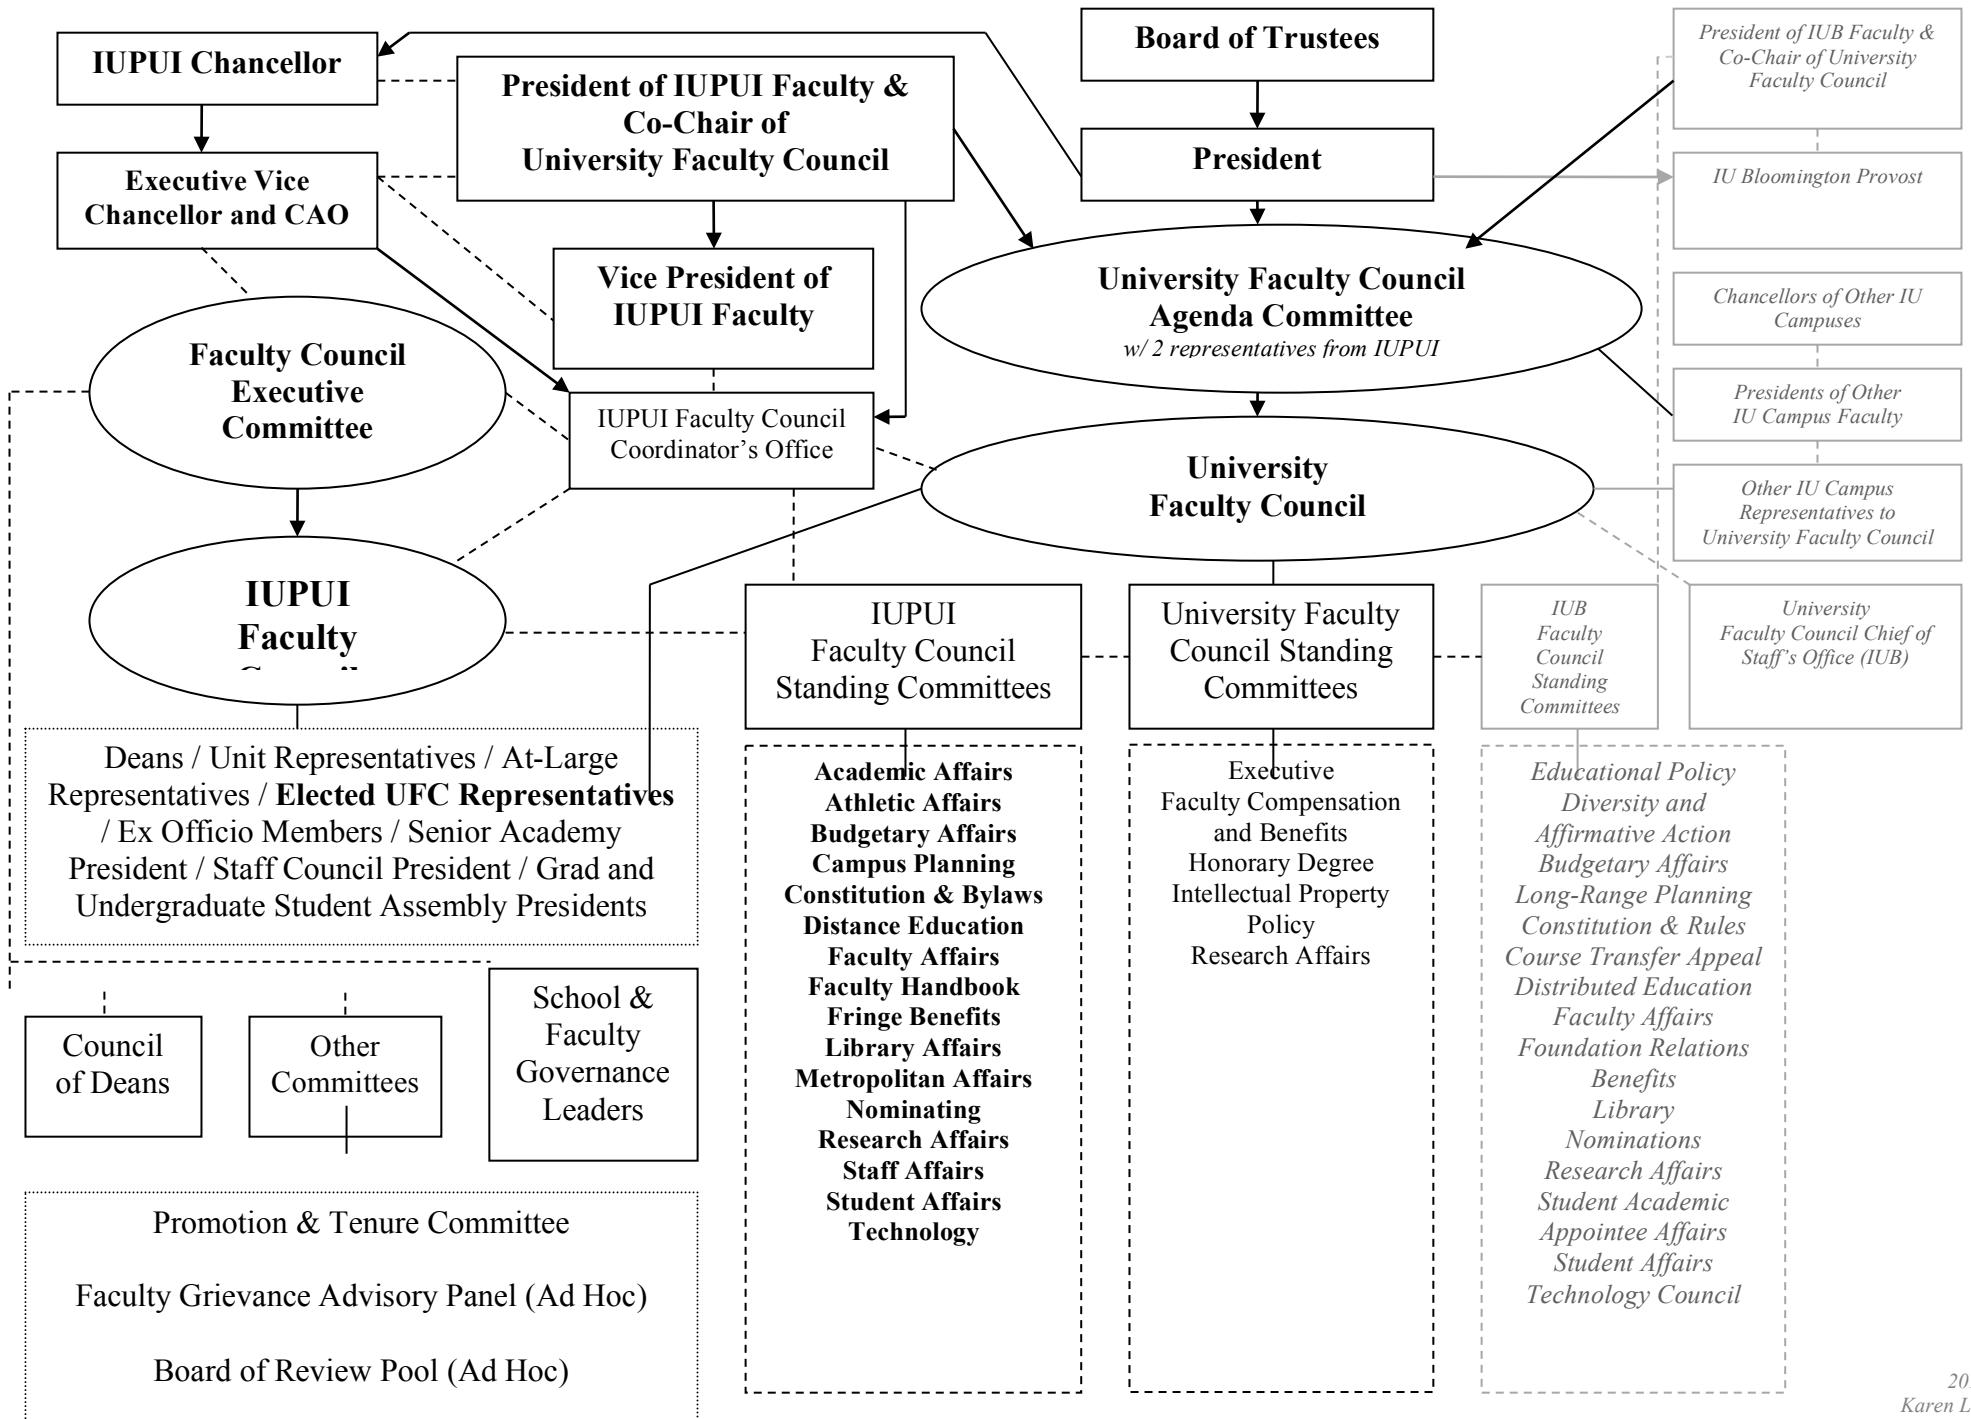 IUPUI Chancellor
President of IUPUI Faculty &
Co-Chair of
University Faculty Council
Board of Trustees
President of IUB Faculty &
Co-Chair of University
Faculty Council
Executive Vice
Chancellor and CAO
President
IU Bloomington Provost
Vice President of
IUPUI Faculty
University Faculty Council
Agenda Committee
w/ 2 representatives from IUPUI
Chancellors of Other IU
Campuses
Faculty Council
Executive
Committee
IUPUI Faculty Council
Coordinator’s Office
Presidents of Other
IU Campus Faculty
University
Faculty Council
Other IU Campus
Representatives to
University Faculty Council
IUPUI
Faculty
IUPUI
Faculty Council
Standing Committees
University Faculty
Council Standing
Committees
IUB
Faculty
Council
Standing
Committees
University
Faculty Council Chief of
Staff’s Office (IUB)
Deans / Unit Representatives / At-Large
Representatives / Elected UFC Representatives
/ Ex Officio Members / Senior Academy
President / Staff Council President / Grad and
Undergraduate Student Assembly Presidents
Academic Affairs
Athletic Affairs
Budgetary Affairs
Campus Planning
Constitution & Bylaws
Distance Education
Faculty Affairs
Faculty Handbook
Fringe Benefits
Library Affairs
Metropolitan Affairs
Nominating
Research Affairs
Staff Affairs
Student Affairs
Technology
Executive
Faculty Compensation
and Benefits
Honorary Degree
Intellectual Property
Policy
Research Affairs
Educational Policy
Diversity and
Affirmative Action
Budgetary Affairs
Long-Range Planning
Constitution & Rules
Course Transfer Appeal
Distributed Education
Faculty Affairs
Foundation Relations
Benefits
Library
Nominations
Research Affairs
Student Academic
Appointee Affairs
Student Affairs
Technology Council
Council
of Deans
Other
Committees
School &
Faculty
Governance
Leaders
Promotion & Tenure Committee
Faculty Grievance Advisory Panel (Ad Hoc)
Board of Review Pool (Ad Hoc)
Karen L